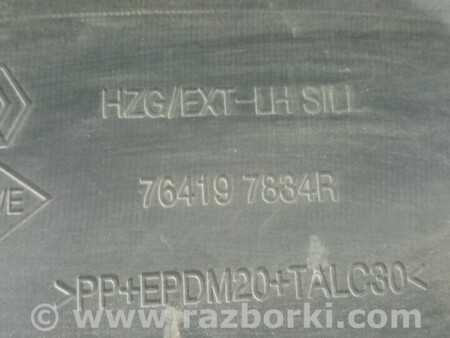 HZG/EXT-LH SILL
76419 7834R
/E
>PP+EPDM20+TALC30<
© www.razborki.com